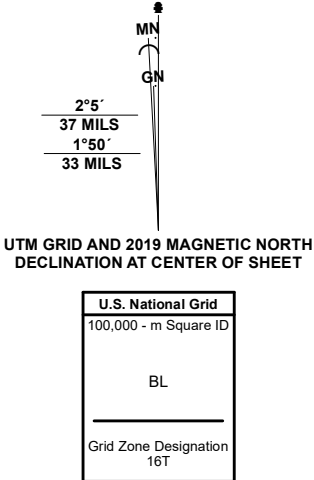 MN
GN
2°5´
37 MILS
1°50´
33 MILS
UTM GRID AND 2019 MAGNETIC NORTH
DECLINATION AT CENTER OF SHEET
U.S. National Grid
100,000 - m Square ID
BL
Grid Zone Designation
16T